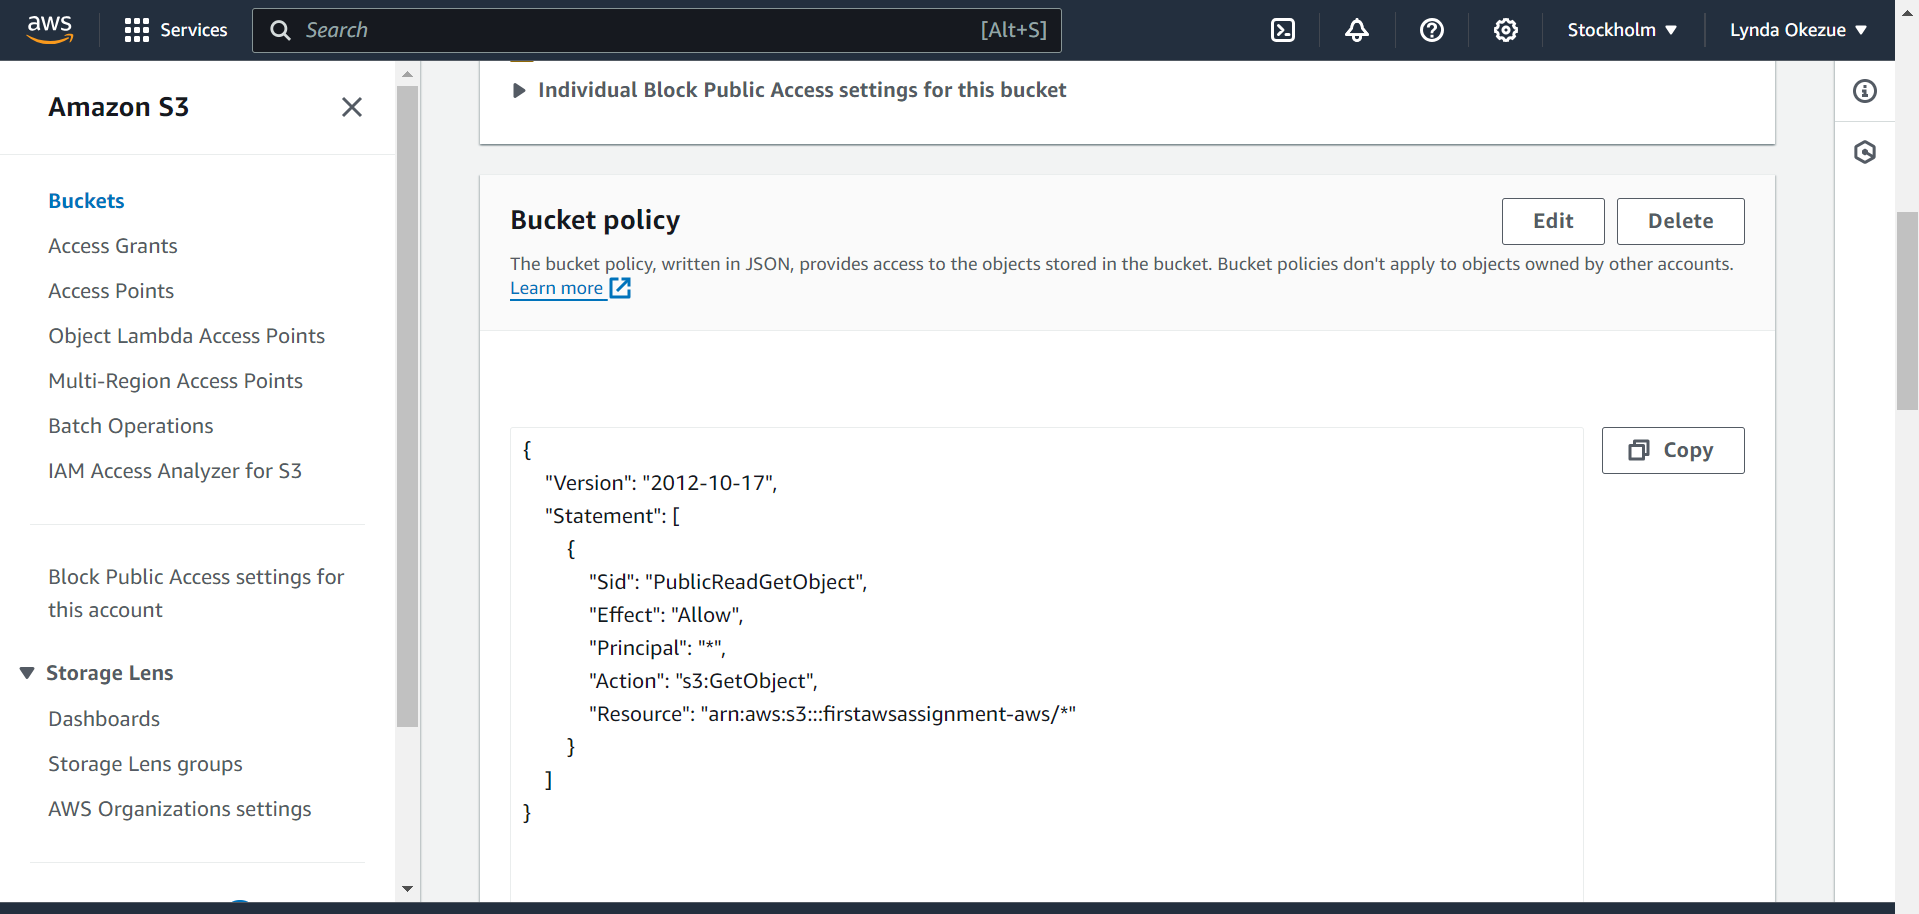 aws
Services
Search
[Alt+S]
Stockholm
Lynda Okezue
Amazon S3
Buckets
Access Grants
Access Points
Object Lambda Access Points
Multi-Region Access Points
Batch Operations
IAM Access Analyzer for S3
Block Public Access settings for
this account
Storage Lens
Dashboards
Storage Lens groups
AWS Organizations settings
Individual Block Public Access settings for this bucket
Bucket policy
Edit
Delete
The bucket policy, written in JSON, provides access to the objects stored in the bucket. Bucket policies don't apply to objects owned by other accounts.
Learn more
Copy
{
"Version": "2012-10-17",
"Statement": [
{
"Sid": "PublicReadGetObject",
"Effect": "Allow",
"Principal": "*",
"Action": "s3:GetObject",
"Resource": "arn:aws:s3:::firstawsassignment-aws/*"
}
]
}